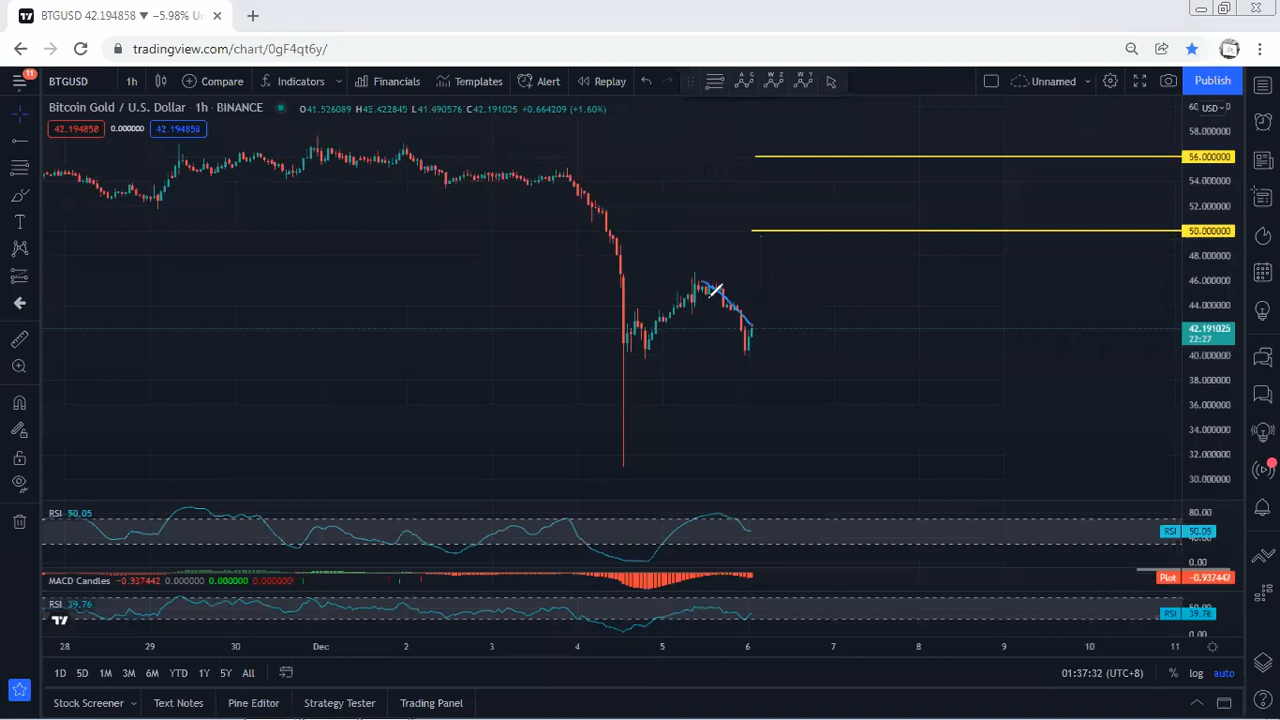 BTGUSD 42.194858 ▼ −5.98% Un
tradingview.com/chart/0gF4qt6y/
11
BTGUSD 1h Compare Indicators Financials Templates Alert Replay Unnamed Publish
Bitcoin Gold / U.S. Dollar · 1h · BINANCE O41.526089 H43.422845 L41.490576 C42.191025 +0.664209 (+1.60%)
42.194858 0.000000 42.194858
USD
58.000000
56.000000
54.000000
52.000000
50.000000
48.000000
46.000000
44.000000
42.191025
22:27
40.000000
38.000000
36.000000
34.000000
32.000000
30.000000
RSI 50.05
80.00
RSI 50.05
40.00
0.00
MACD Candles −0.937442 0.000000 0.000000 0.000000
Plot −0.937442
RSI 39.76
RSI 39.76
0.00
28 29 30 Dec 2 3 4 5 6 7 8 9 10 11
1D 5D 1M 3M 6M YTD 1Y 5Y All 01:37:32 (UTC+8) % log auto
Stock Screener Text Notes Pine Editor Strategy Tester Trading Panel